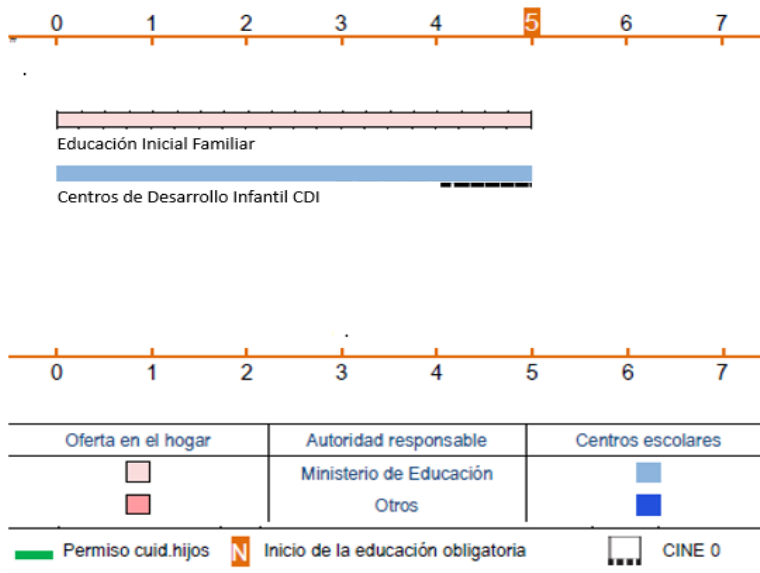 0 1 2 3 4 5 6 7
Educación Inicial Familiar
Centros de Desarrollo Infantil CDI
0 1 2 3 4 5 6 7
Oferta en el hogar Autoridad responsable Centros escolares
Ministerio de Educación
Otros
Permiso cuid.hijos N Inicio de la educación obligatoria CINE 0